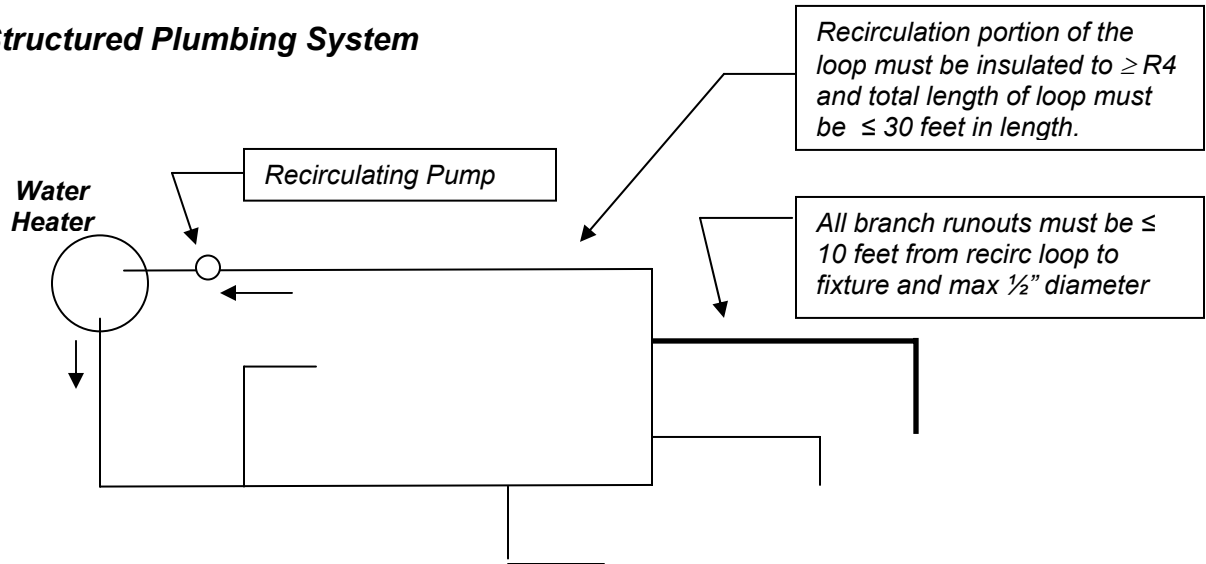 Structured Plumbing System
Recirculation portion of the
loop must be insulated to ≥ R4
and total length of loop must
be ≤ 30 feet in length.
Recirculating Pump
Water
Heater
All branch runouts must be ≤
10 feet from recirc loop to
fixture and max ½” diameter